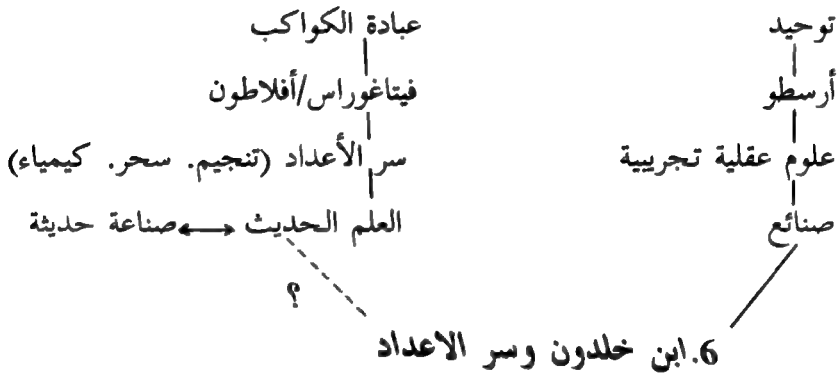 توحيد عبادة الكواكب
أرسطو فيتاغوراس/أفلاطون
علوم عقلية تجريبية سر الأعداد (تنجيم. سحر. كيمياء)
صنائع العلم الحديث ↔ صناعة حديثة
؟
6.ابن خلدون وسر الاعداد